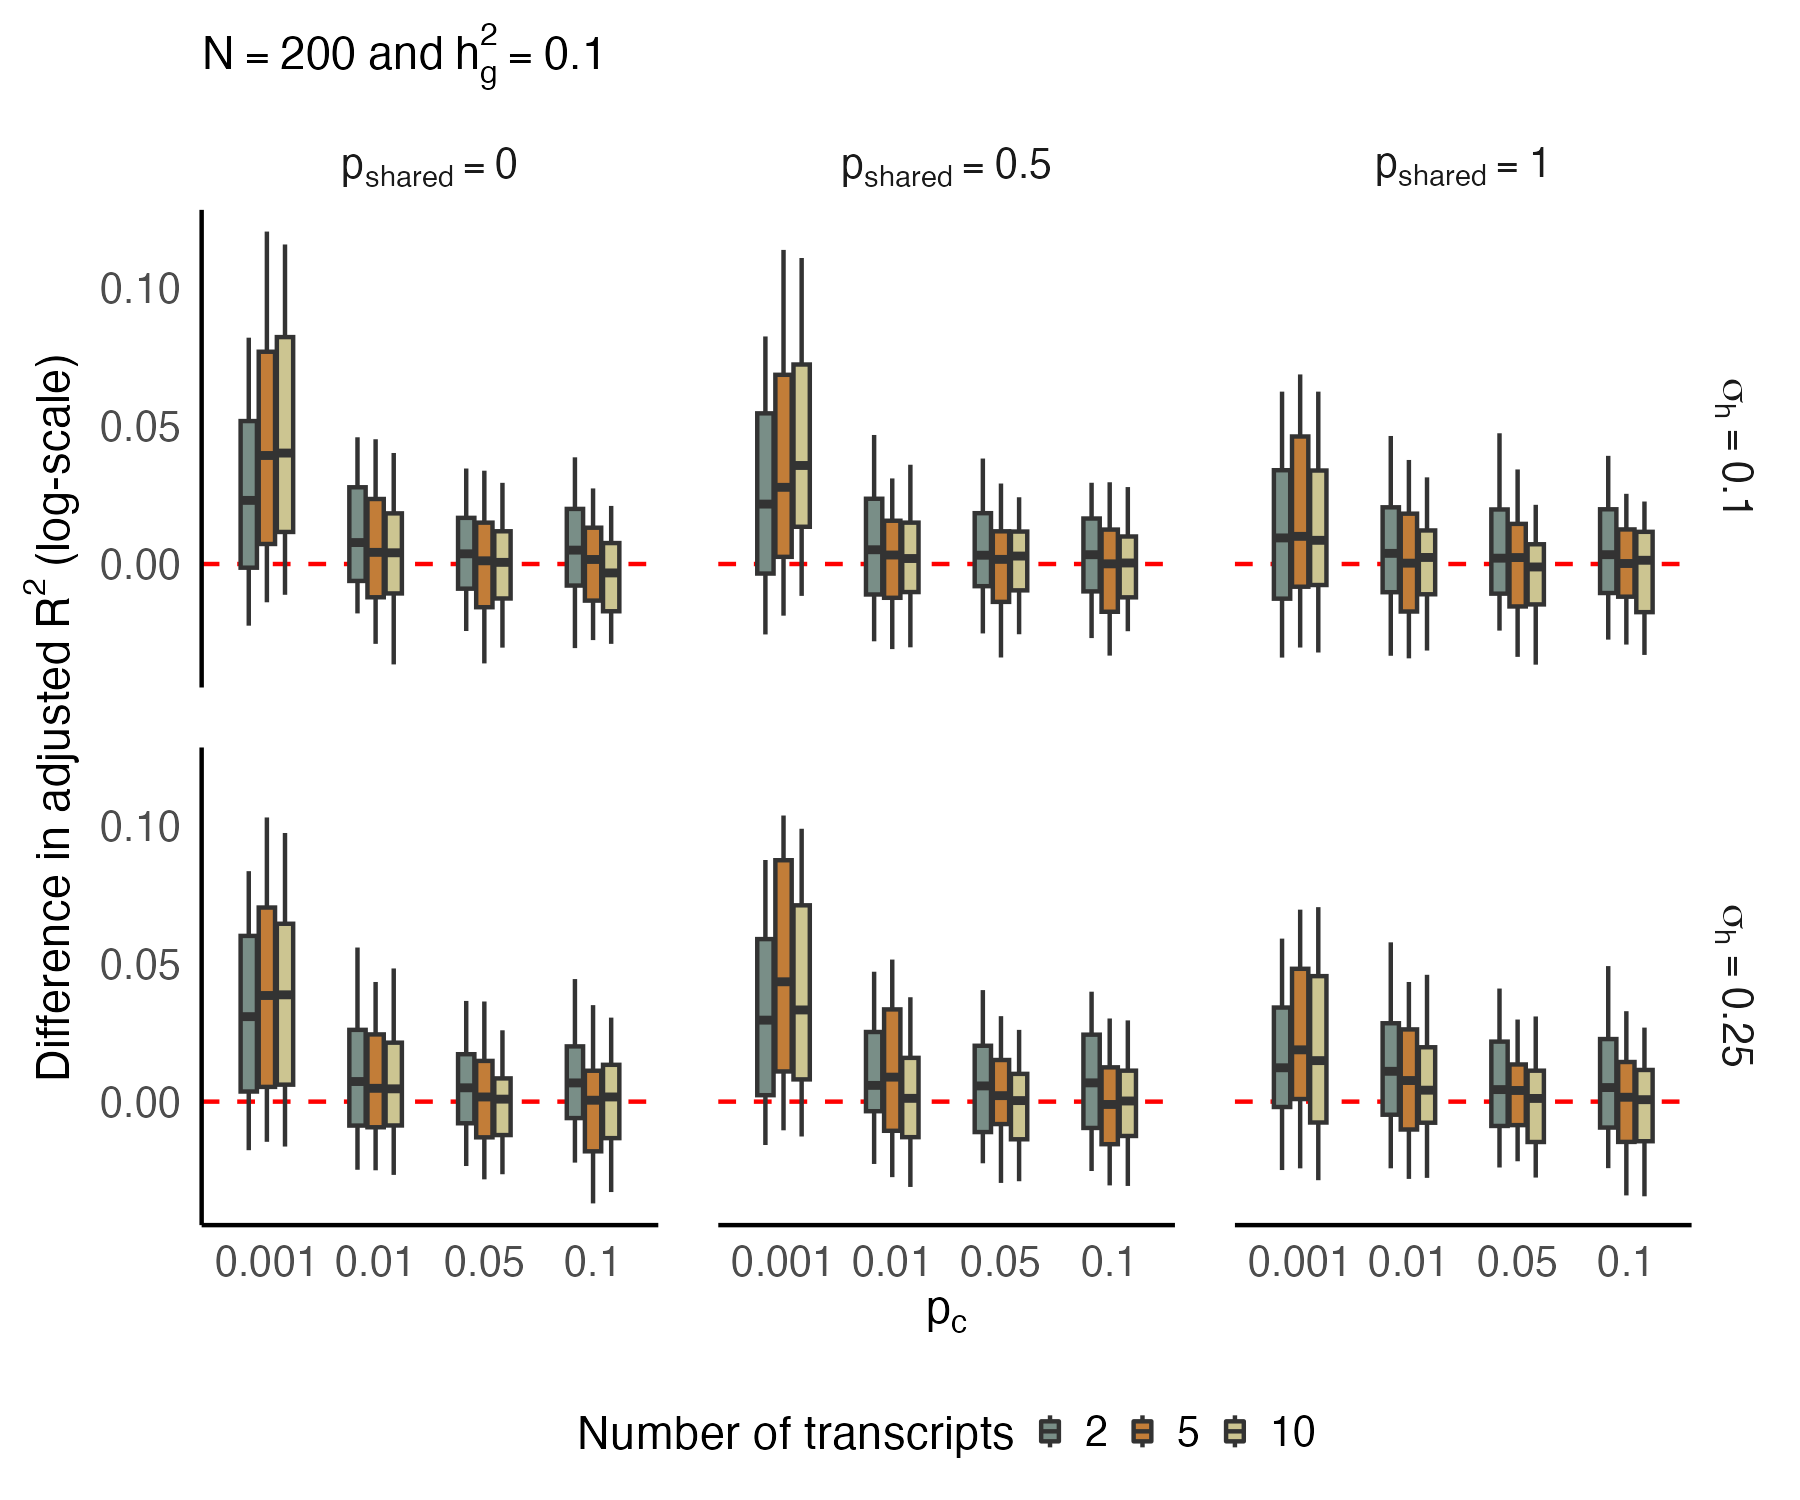 N = 200 and h²g = 0.1
pshared = 0 pshared = 0.5 pshared = 1
Difference in adjusted R² (log-scale)
0.10
0.05
0.00
σh = 0.1
0.10
0.05
0.00
σh = 0.25
0.001 0.01 0.05 0.1 0.001 0.01 0.05 0.1 0.001 0.01 0.05 0.1
pc
Number of transcripts 2 5 10